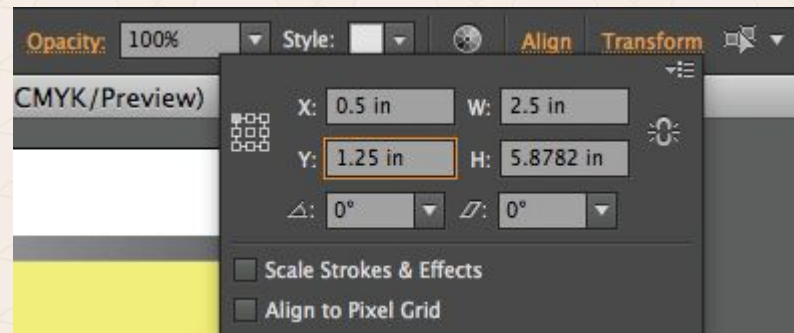 Opacity: 100% Style: Align Transform
CMYK/Preview)
X: 0.5 in W: 2.5 in
Y: 1.25 in H: 5.8782 in
0° 0°
Scale Strokes & Effects
Align to Pixel Grid